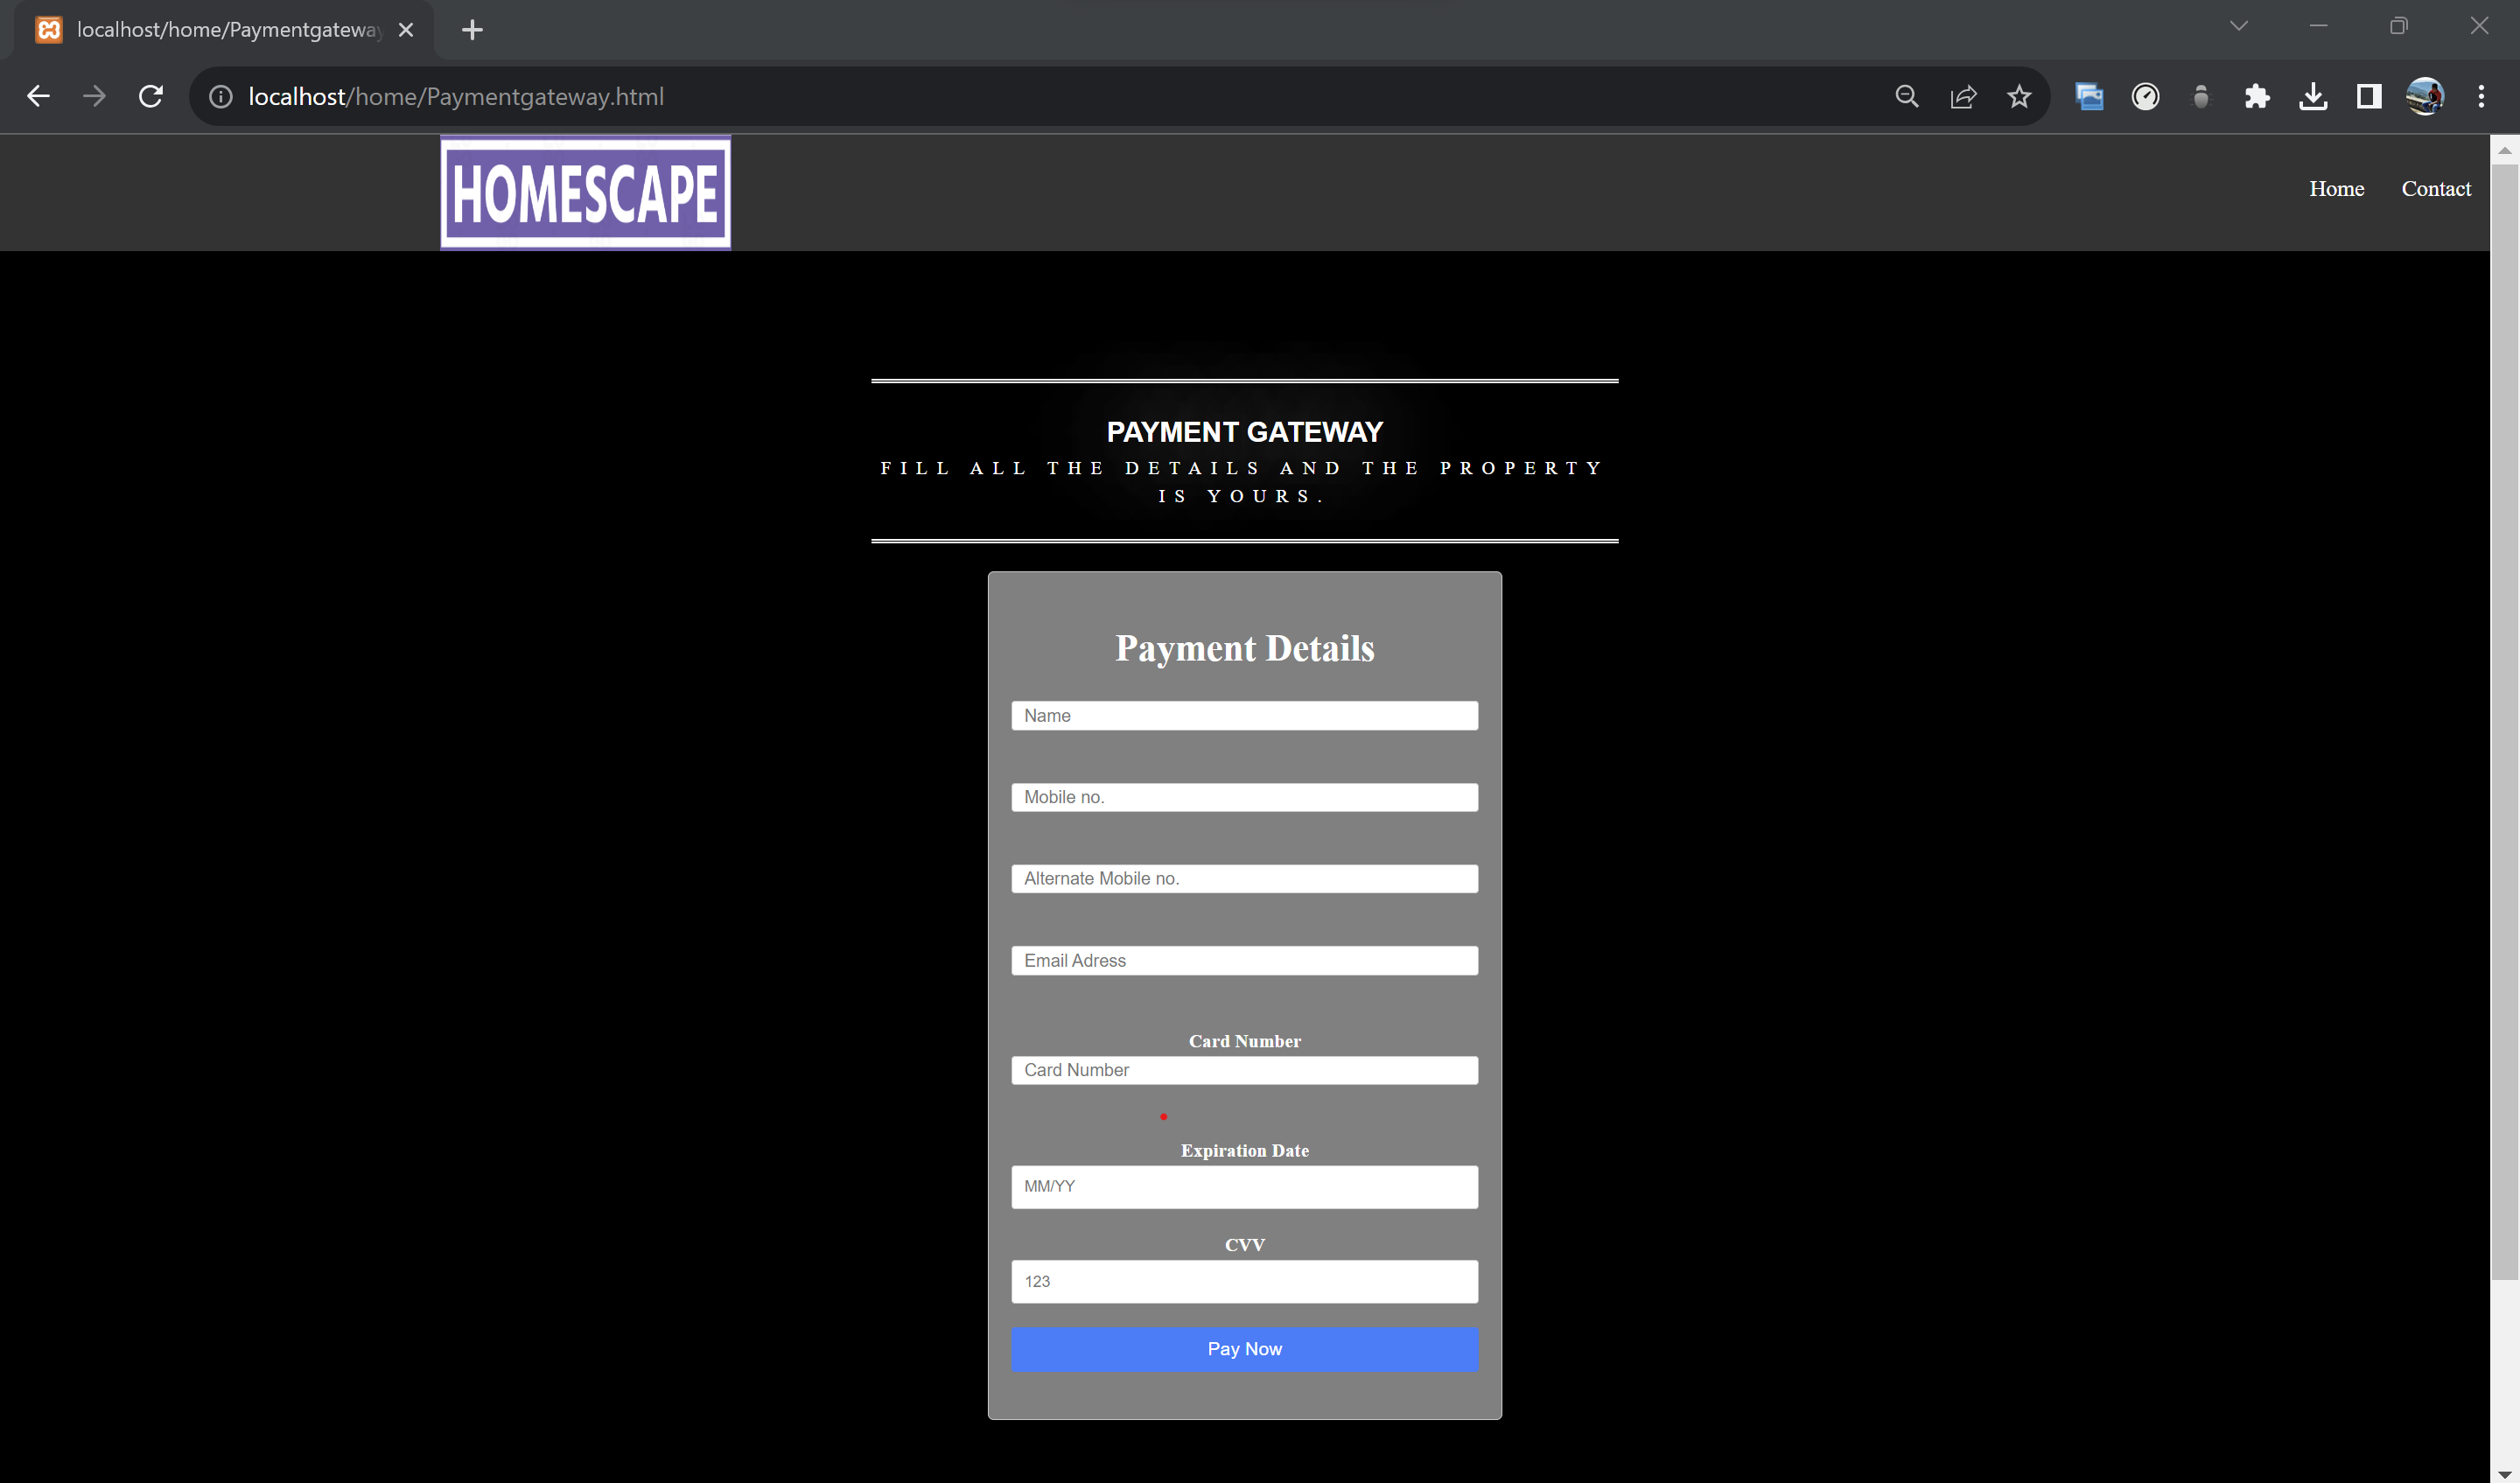 localhost/home/Paymentgateway
localhost/home/Paymentgateway.html
HOMESCAPE
Home Contact
PAYMENT GATEWAY
FILL ALL THE DETAILS AND THE PROPERTY
IS YOURS.
Payment Details
Name
Mobile no.
Alternate Mobile no.
Email Adress
Card Number
Card Number
Expiration Date
MM/YY
CVV
123
Pay Now